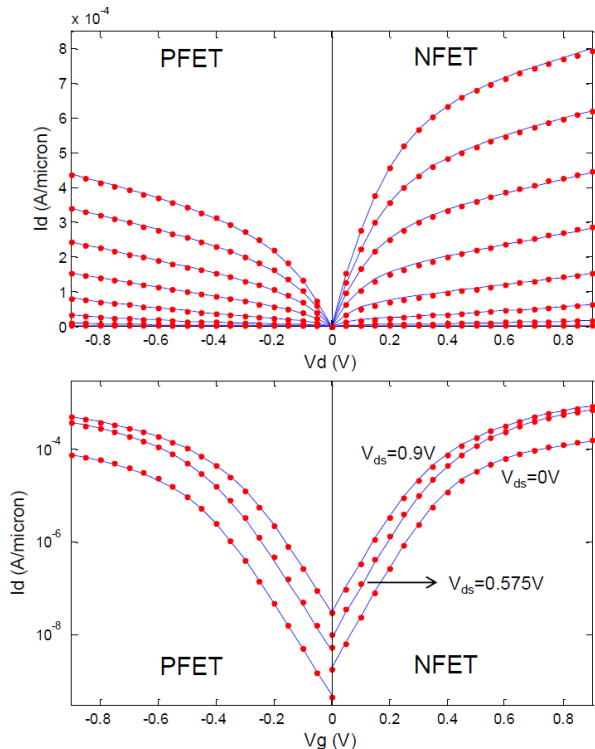 x 10⁻⁴
PFET
NFET
8
7
6
5
4
3
2
1
0
Id (A/micron)
-0.8 -0.6 -0.4 -0.2 0 0.2 0.4 0.6 0.8
Vd (V)
10⁻⁴
10⁻⁶
10⁻⁸
Id (A/micron)
Vds=0.9V
Vds=0V
Vds=0.575V
PFET
NFET
-0.8 -0.6 -0.4 -0.2 0 0.2 0.4 0.6 0.8
Vg (V)